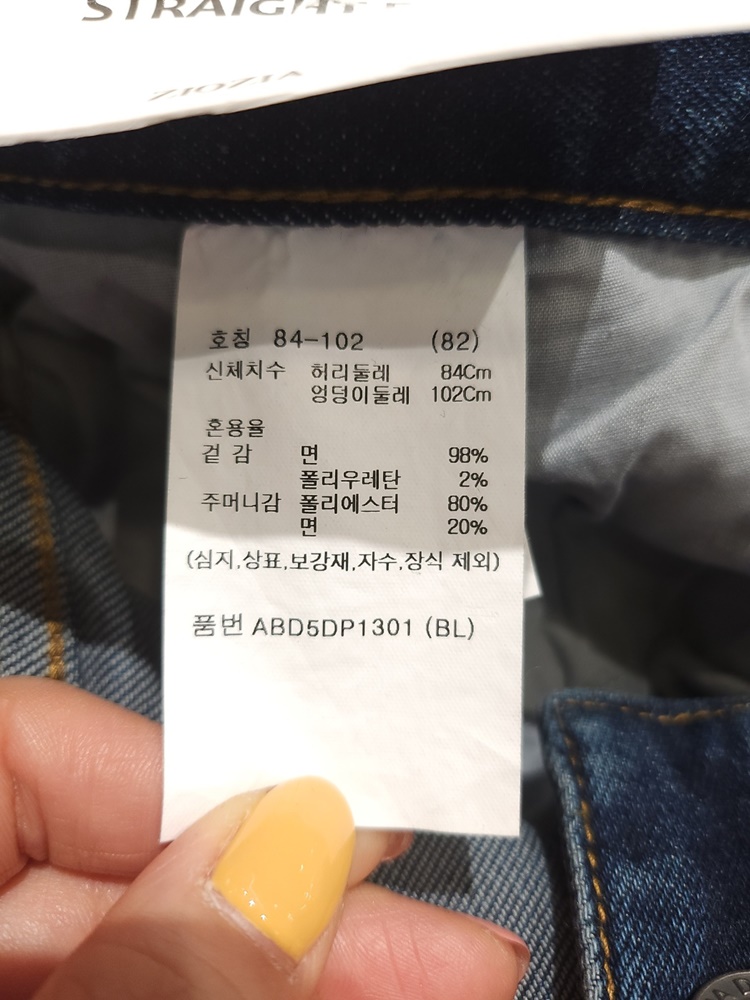 STRAIGHT
ZIOZIA
호칭 84-102 (82)
신체치수 허리둘레 84Cm
엉덩이둘레 102Cm
혼용율
겉 감 면 98%
폴리우레탄 2%
주머니감 폴리에스터 80%
면 20%
(심지,상표,보강재,자수,장식 제외)
품번 ABD5DP1301 (BL)